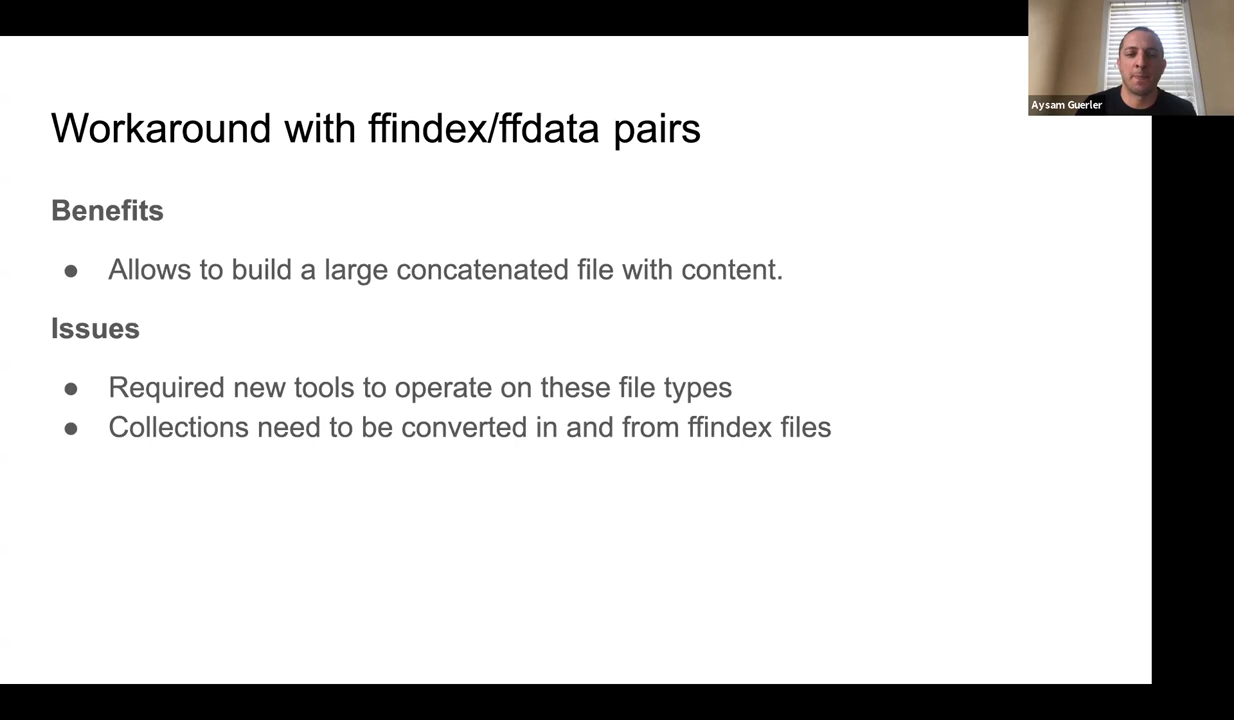 Aysam Guerler
Workaround with ffindex/ffdata pairs
Benefits
● Allows to build a large concatenated file with content.
Issues
● Required new tools to operate on these file types
● Collections need to be converted in and from ffindex files